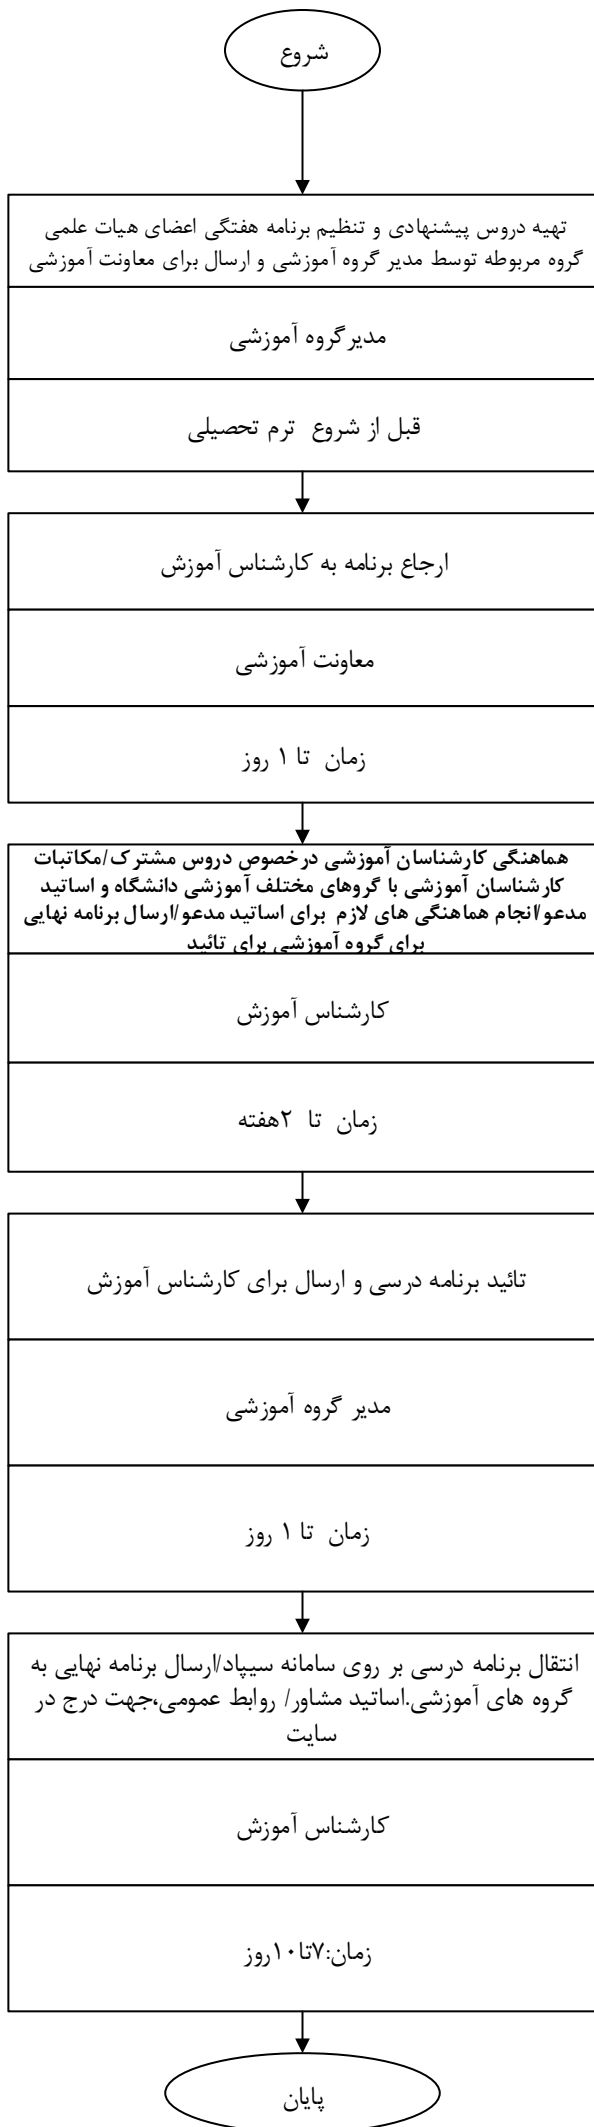 شروع
تهیه دروس پیشنهادی و تنظیم برنامه هفتگی اعضای هیات علمی
گروه مربوطه توسط مدیر گروه آموزشی و ارسال برای معاونت آموزشی
مدیر گروه آموزشی
قبل از شروع ترم تحصیلی
ارجاع برنامه به کارشناس آموزش
معاونت آموزشی
زمان تا ۱ روز
هماهنگی کارشناسان آموزشی درخصوص دروس مشترک/مکاتبات
کارشناسان آموزشی با گروهای مختلف آموزشی دانشگاه و اساتید
مدعو/انجام هماهنگی های لازم برای اساتید مدعو/ارسال برنامه نهایی
برای گروه آموزشی برای تائید
کارشناس آموزش
زمان تا ۲هفته
تائید برنامه درسی و ارسال برای کارشناس آموزش
مدیر گروه آموزشی
زمان تا ۱ روز
انتقال برنامه درسی بر روی سامانه سیپاد/ارسال برنامه نهایی به
گروه های آموزشی.اساتید مشاور/ روابط عمومی،جهت درج در
سایت
کارشناس آموزش
زمان:۷تا۱۰روز
پایان